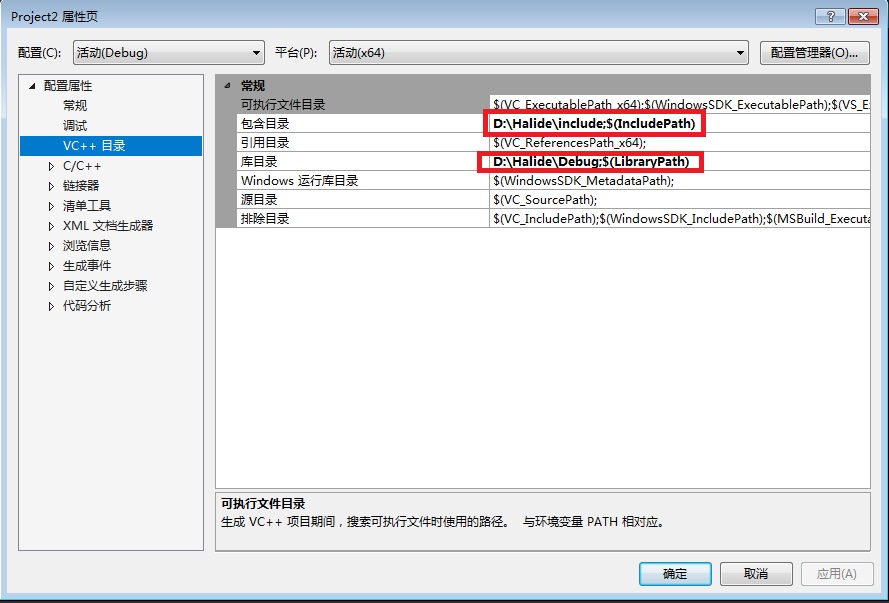 Project2 属性页
配置(C): 活动(Debug) 平台(P): 活动(x64) 配置管理器(O)...
配置属性
常规
调试
VC++ 目录
C/C++
链接器
清单工具
XML 文档生成器
浏览信息
生成事件
自定义生成步骤
代码分析
常规
可执行文件目录 $(VC_ExecutablePath_x64);$(WindowsSDK_ExecutablePath);$(VS_E
包含目录 D:\Halide\include;$(IncludePath)
引用目录 $(VC_ReferencesPath_x64);
库目录 D:\Halide\Debug;$(LibraryPath)
Windows 运行库目录 $(WindowsSDK_MetadataPath);
源目录 $(VC_SourcePath);
排除目录 $(VC_IncludePath);$(WindowsSDK_IncludePath);$(MSBuild_Executa
可执行文件目录
生成 VC++ 项目期间，搜索可执行文件时使用的路径。 与环境变量 PATH 相对应。
确定 取消 应用(A)